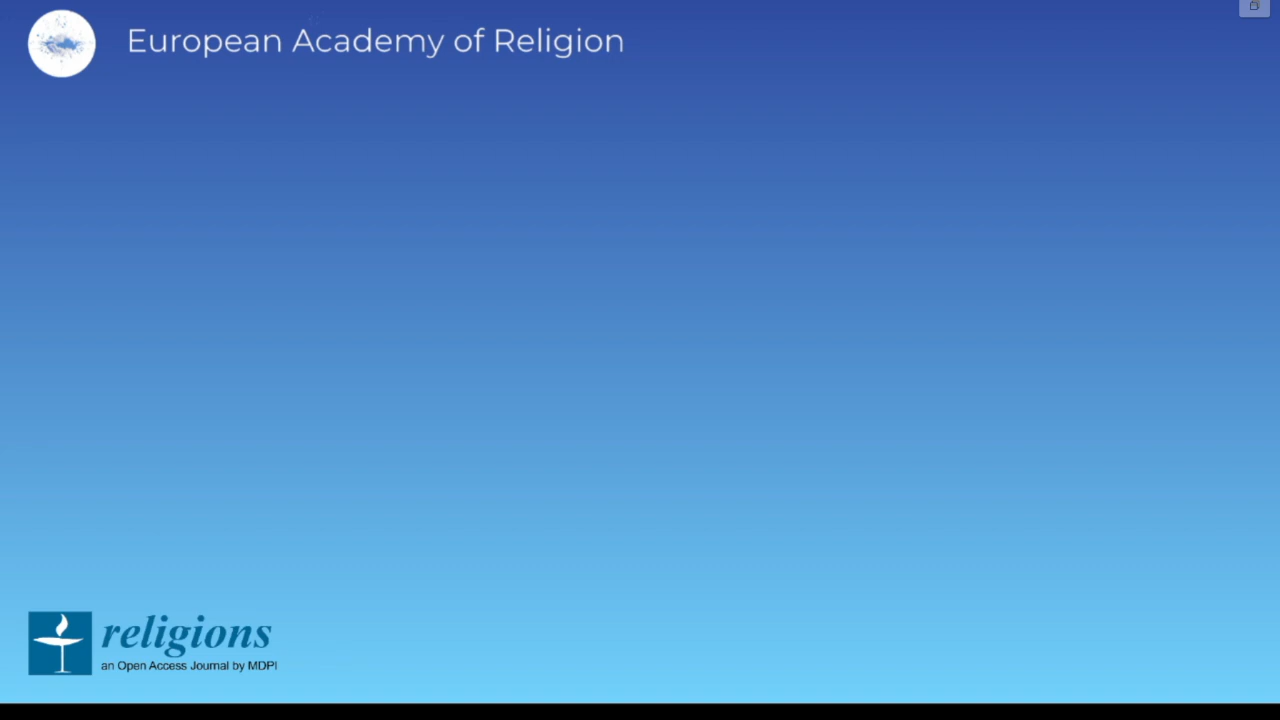 European Academy of Religion
religions
an Open Access Journal by MDPI